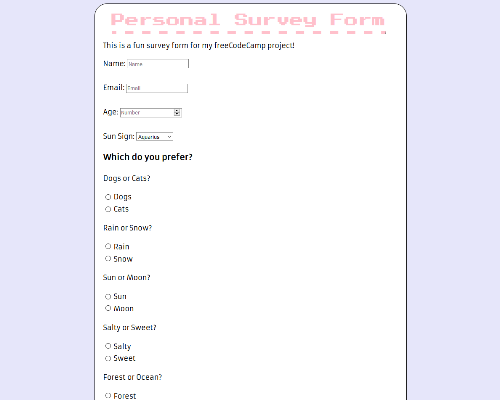 Personal Survey Form
This is a fun survey form for my freeCodeCamp project!
Name: Name
Email: Email
Age: number
Sun Sign: Aquarius
Which do you prefer?
Dogs or Cats?
Dogs
Cats
Rain or Snow?
Rain
Snow
Sun or Moon?
Sun
Moon
Salty or Sweet?
Salty
Sweet
Forest or Ocean?
Forest